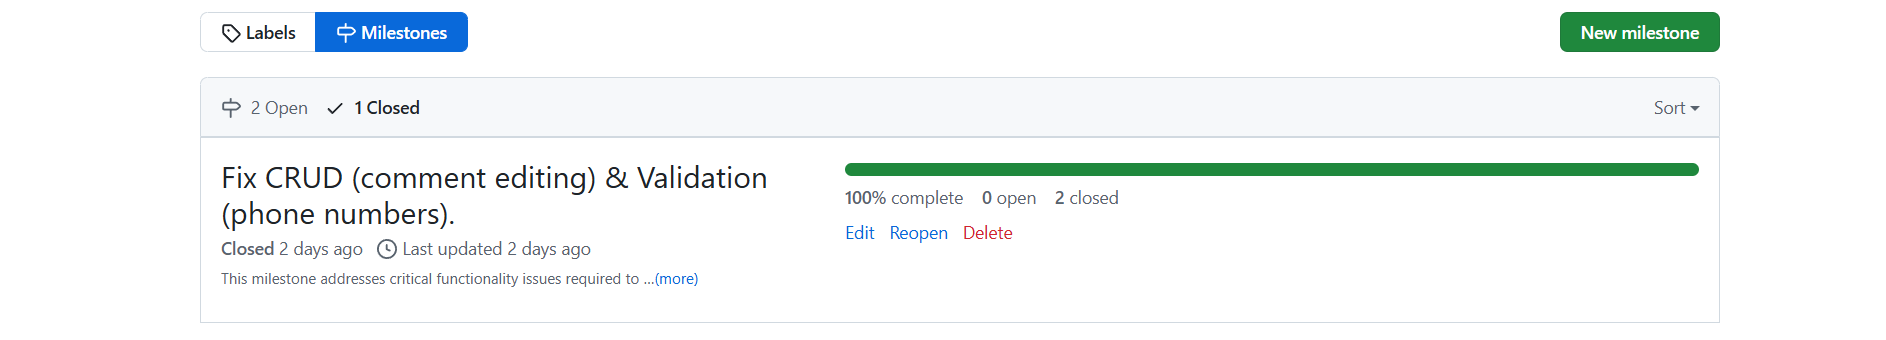 Labels Milestones New milestone
2 Open 1 Closed Sort
Fix CRUD (comment editing) & Validation
(phone numbers).
Closed 2 days ago Last updated 2 days ago
This milestone addresses critical functionality issues required to ...(more)
100% complete 0 open 2 closed
Edit Reopen Delete